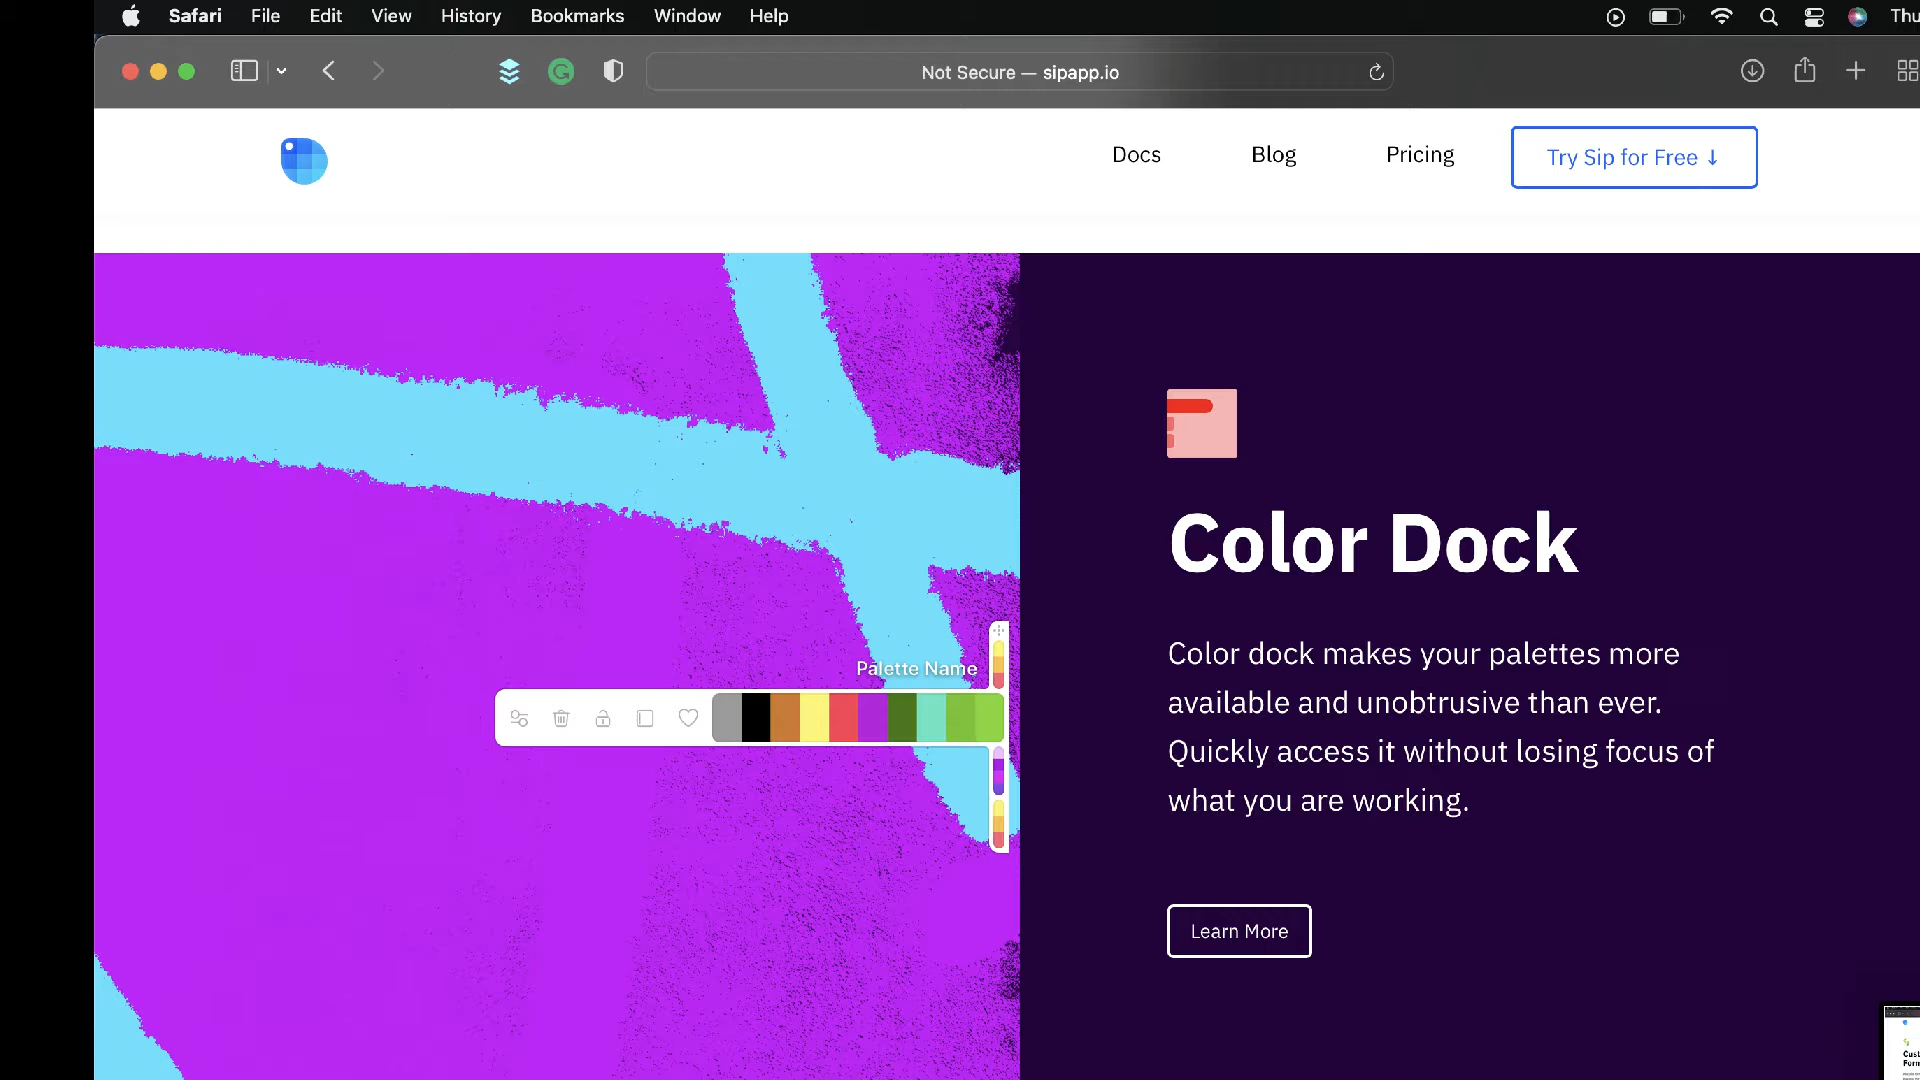 Safari File Edit View History Bookmarks Window Help Thu
Not Secure — sipapp.io
Docs Blog Pricing Try Sip for Free ↓
Color Dock
Color dock makes your palettes more
available and unobtrusive than ever.
Quickly access it without losing focus of
what you are working.
Palette Name
Learn More
Cust
Form